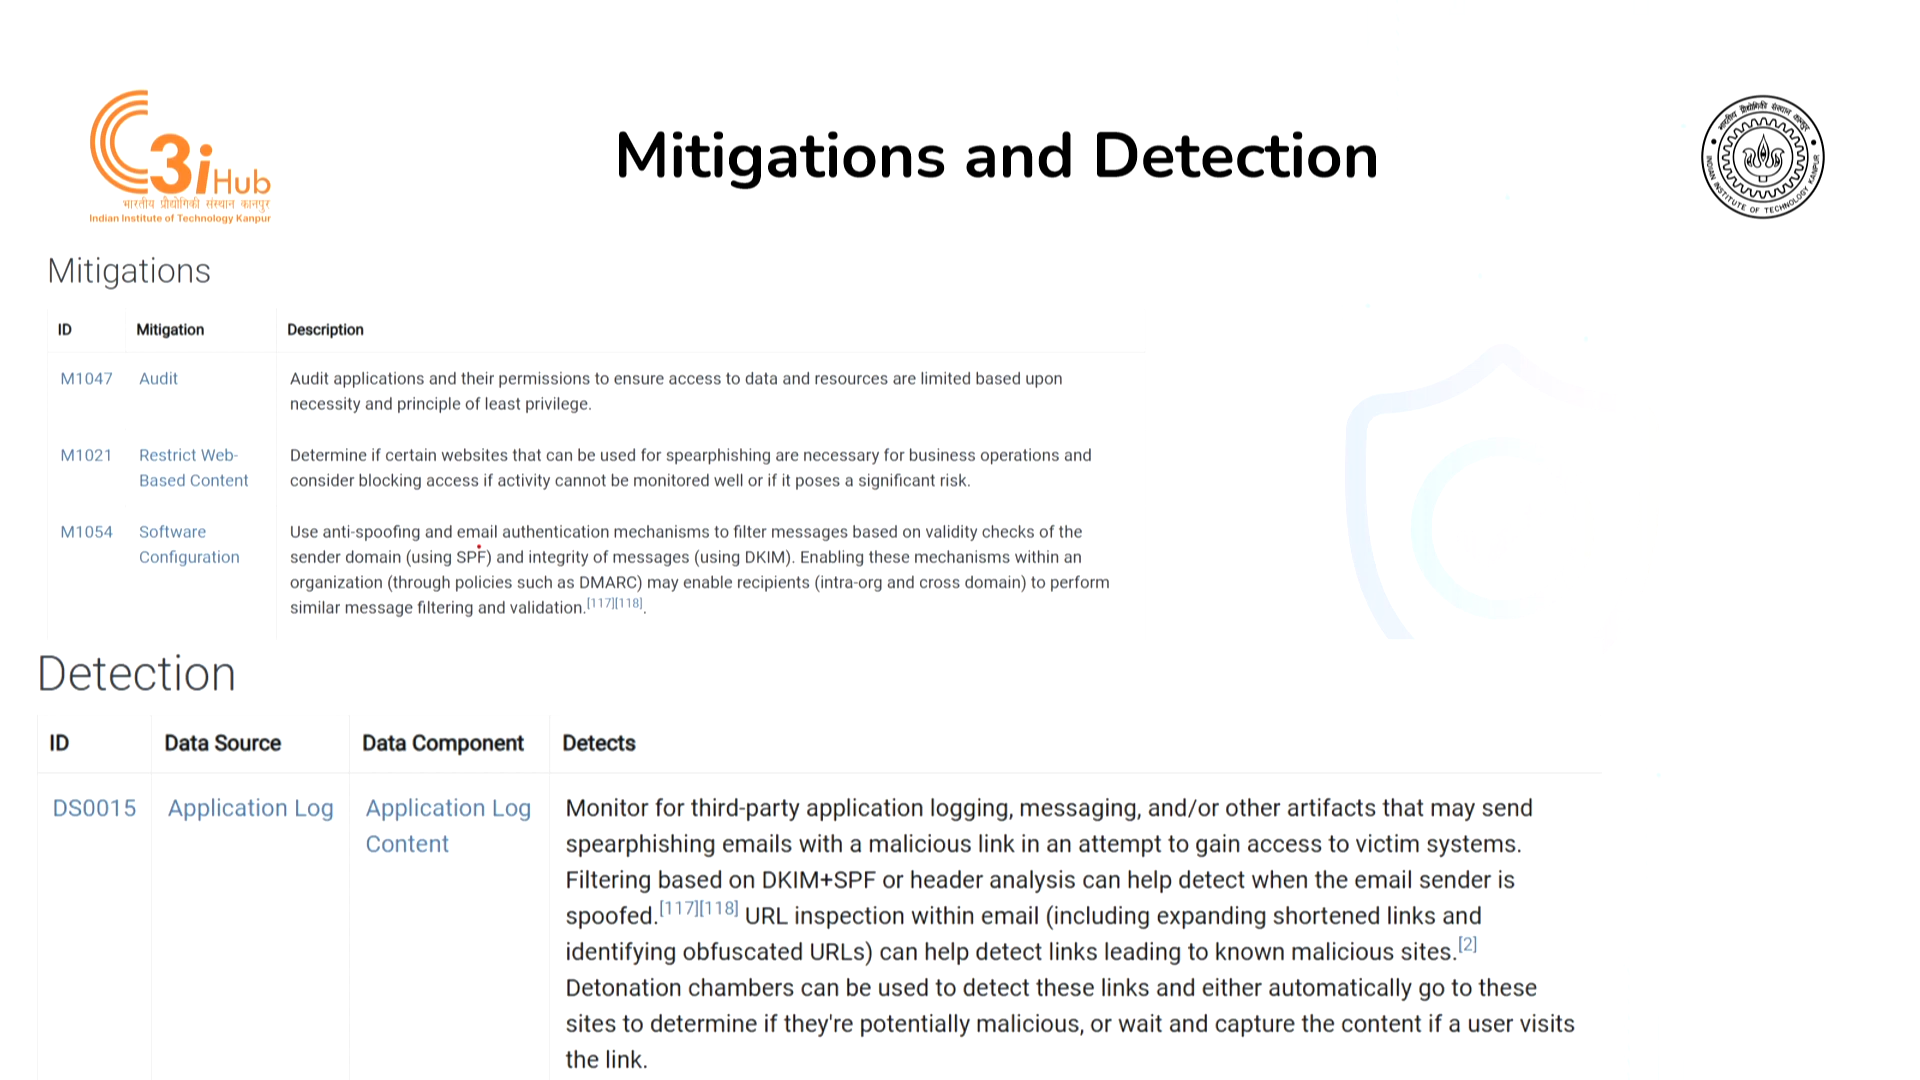 3i Hub
भारतीय प्रौद्योगिकी संस्थान कानपुर
Indian Institute of Technology Kanpur
Mitigations and Detection
भारतीय प्रौद्योगिकी संस्थान कानपुर
INDIAN INSTITUTE OF TECHNOLOGY KANPUR
Mitigations
ID Mitigation Description
M1047 Audit Audit applications and their permissions to ensure access to data and resources are limited based upon
necessity and principle of least privilege.
M1021 Restrict Web- Determine if certain websites that can be used for spearphishing are necessary for business operations and
Based Content consider blocking access if activity cannot be monitored well or if it poses a significant risk.
M1054 Software Use anti-spoofing and email authentication mechanisms to filter messages based on validity checks of the
Configuration sender domain (using SPF) and integrity of messages (using DKIM). Enabling these mechanisms within an
organization (through policies such as DMARC) may enable recipients (intra-org and cross domain) to perform
similar message filtering and validation.[117][118].
Detection
ID Data Source Data Component Detects
DS0015 Application Log Application Log Monitor for third-party application logging, messaging, and/or other artifacts that may send
Content spearphishing emails with a malicious link in an attempt to gain access to victim systems.
Filtering based on DKIM+SPF or header analysis can help detect when the email sender is
spoofed.[117][118] URL inspection within email (including expanding shortened links and
identifying obfuscated URLs) can help detect links leading to known malicious sites.[2]
Detonation chambers can be used to detect these links and either automatically go to these
sites to determine if they're potentially malicious, or wait and capture the content if a user visits
the link.